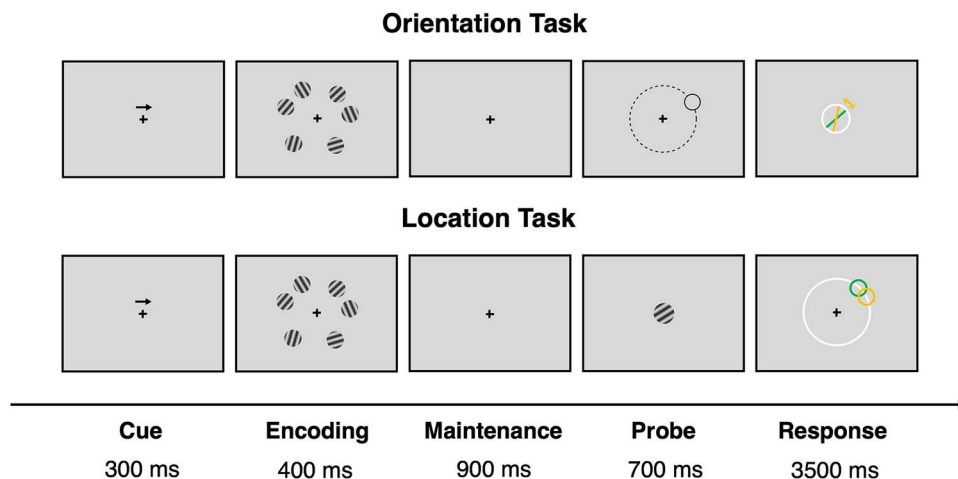 Orientation Task
Location Task
Cue Encoding Maintenance Probe Response
300 ms 400 ms 900 ms 700 ms 3500 ms